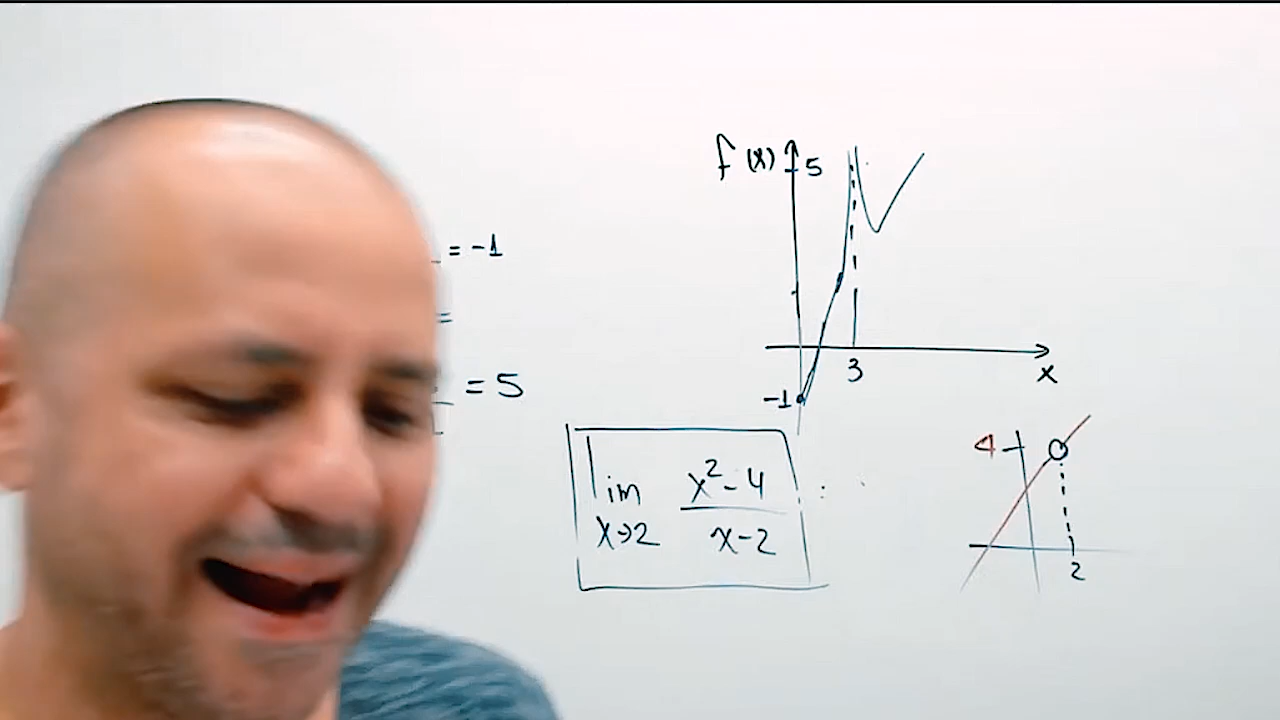 = -1
=
= 5
f(x) 5
3
x
-1
lim x→2 x²-4 / x-2
4
2